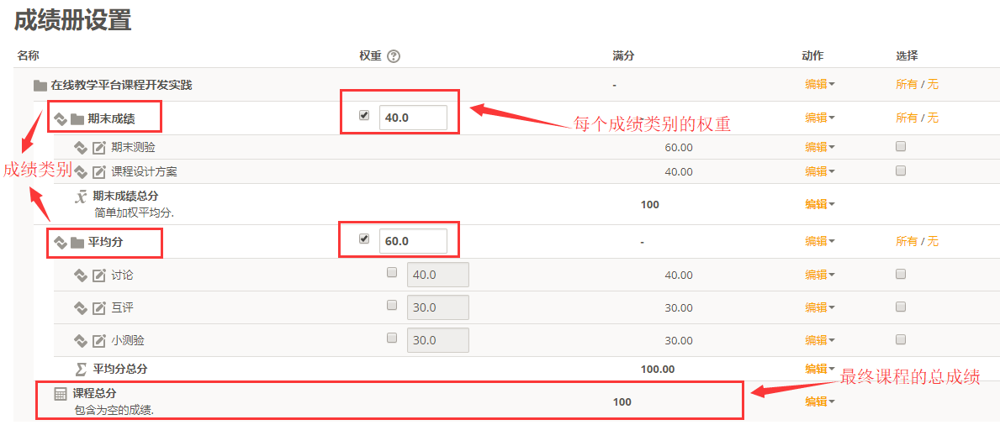 成绩册设置
名称 权重 ? 满分 动作 选择
在线教学平台课程开发实践 - 编辑 所有 / 无
期末成绩 40.0 - 编辑 所有 / 无
每个成绩类别的权重
期末测验 60.00 编辑
成绩类别
课程设计方案 40.00 编辑
期末成绩总分 100 编辑
简单加权平均分.
平均分 60.0 - 编辑 所有 / 无
讨论 40.0 40.00 编辑
互评 30.0 30.00 编辑
小测验 30.0 30.00 编辑
平均分总分 100.00 编辑
最终课程的总成绩
课程总分 100 编辑
包含为空的成绩.